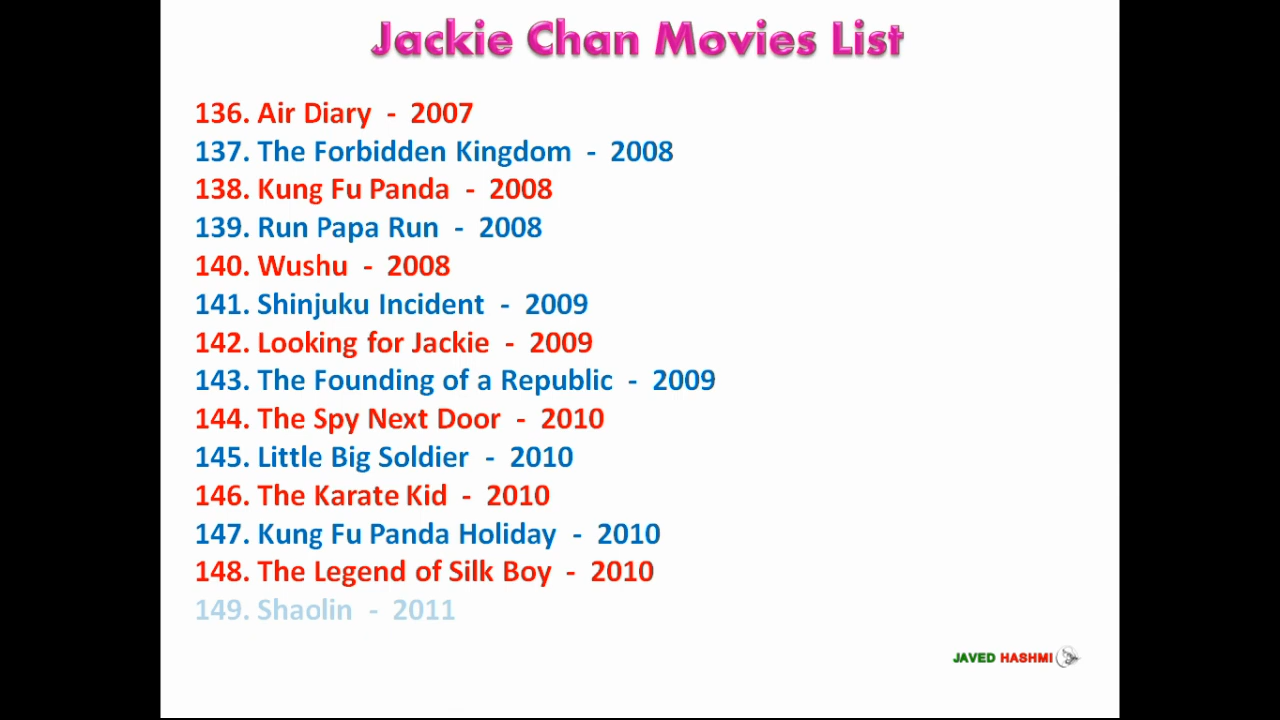 Jackie Chan Movies List
136. Air Diary - 2007
137. The Forbidden Kingdom - 2008
138. Kung Fu Panda - 2008
139. Run Papa Run - 2008
140. Wushu - 2008
141. Shinjuku Incident - 2009
142. Looking for Jackie - 2009
143. The Founding of a Republic - 2009
144. The Spy Next Door - 2010
145. Little Big Soldier - 2010
146. The Karate Kid - 2010
147. Kung Fu Panda Holiday - 2010
148. The Legend of Silk Boy - 2010
149. Shaolin - 2011
JAVED HASHMI